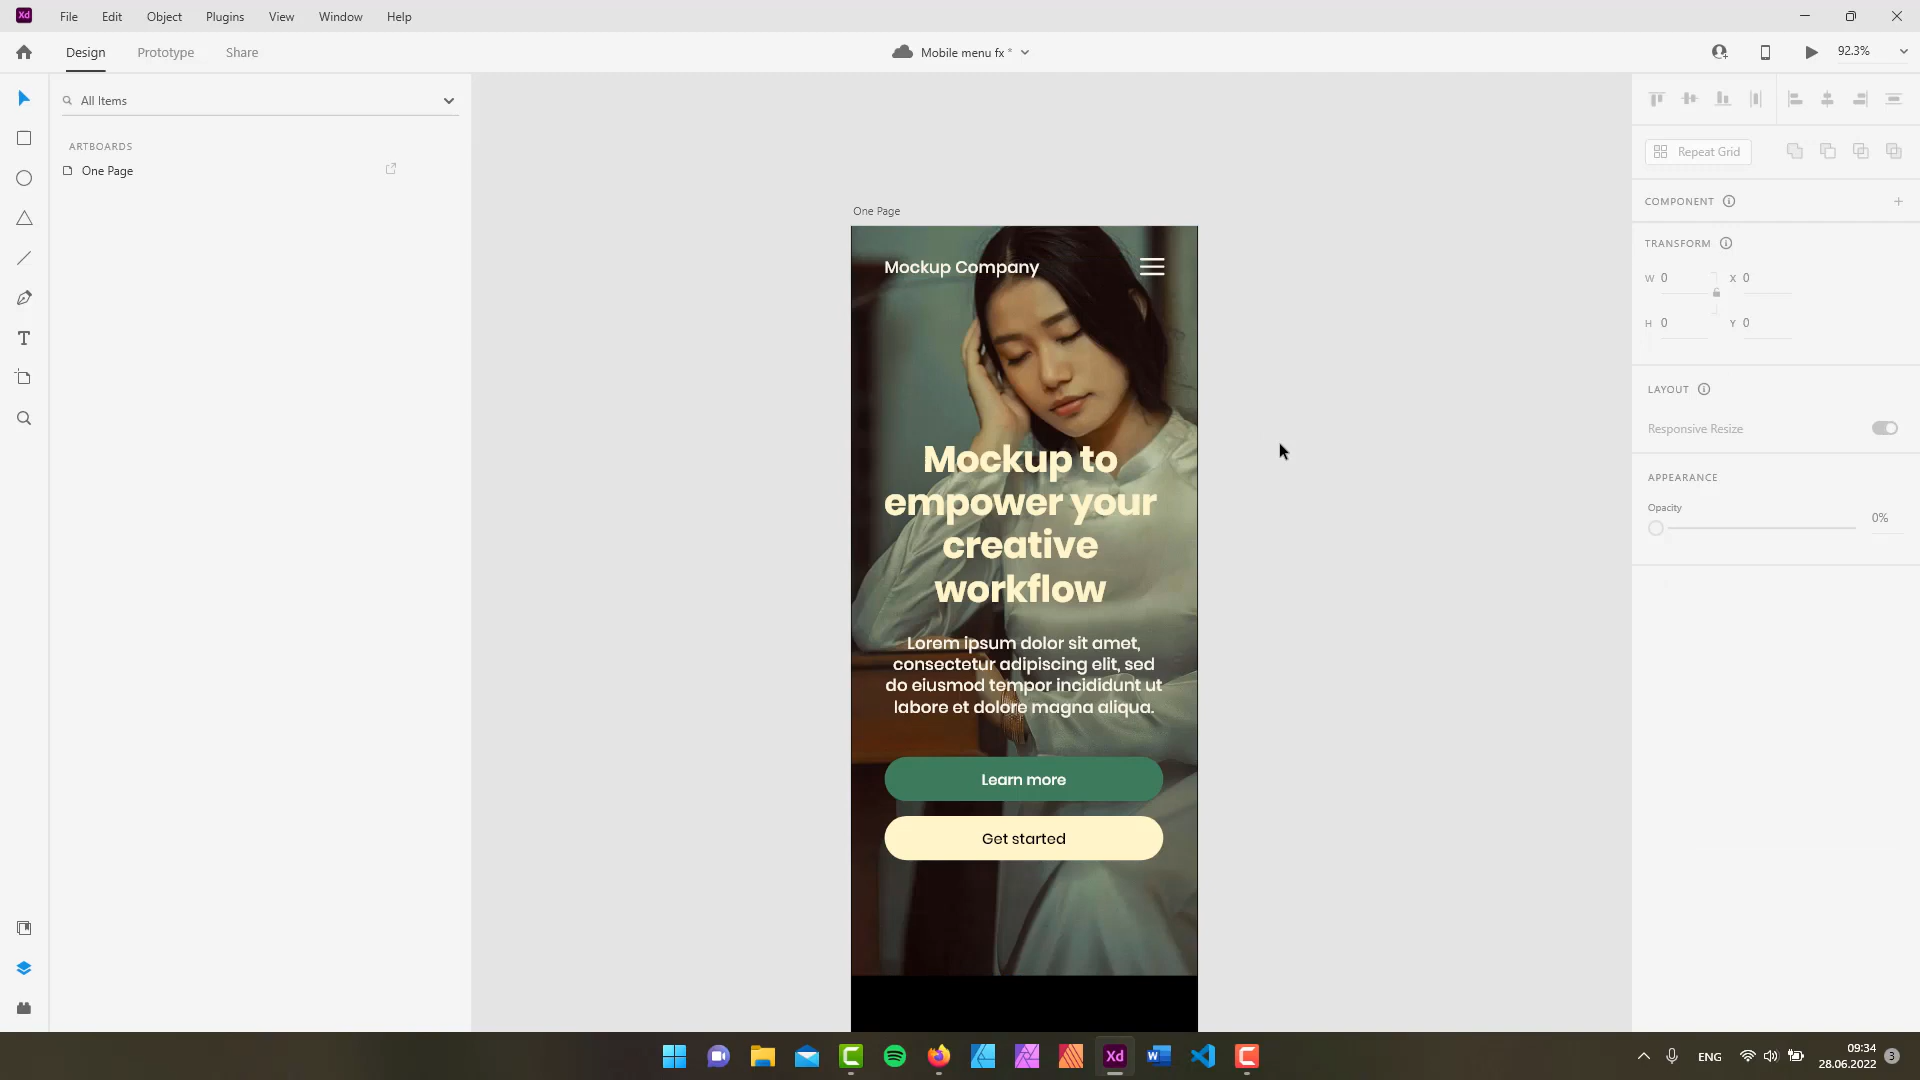 Xd
File
Edit
Object
Plugins
View
Window
Help
Design
Prototype
Share
Mobile menu fx *
92.3%
All Items
ARTBOARDS
One Page
One Page
Mockup Company
Mockup to
empower your
creative
workflow
Lorem ipsum dolor sit amet,
consectetur adipiscing elit, sed
do eiusmod tempor incididunt ut
labore et dolore magna aliqua.
Learn more
Get started
Repeat Grid
COMPONENT
TRANSFORM
W 0
X 0
H 0
Y 0
LAYOUT
Responsive Resize
APPEARANCE
Opacity
0%
Xd
ENG
09:34
28.06.2022
3